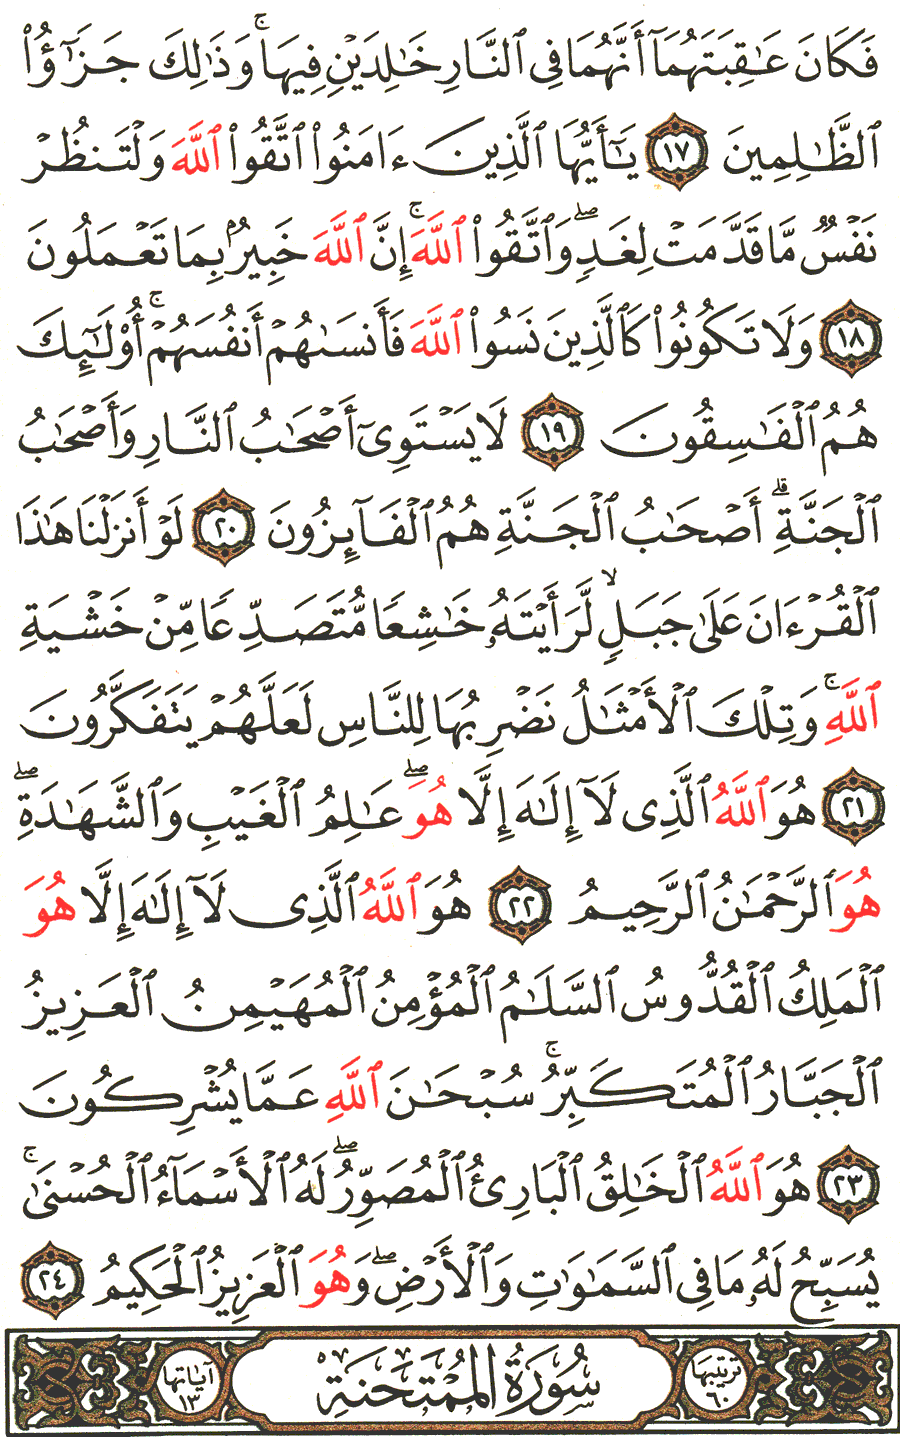 فَكَانَ عَٰقِبَتَهُمَآ أَنَّهُمَا فِى ٱلنَّارِ خَٰلِدَيْنِ فِيهَا ۚ وَذَٰلِكَ جَزَٰٓؤُا۟
ٱلظَّٰلِمِينَ ١٧ يَٰٓأَيُّهَا ٱلَّذِينَ ءَامَنُوا۟ ٱتَّقُوا۟ ٱللَّهَ وَلْتَنظُرْ
نَفْسٌ مَّا قَدَّمَتْ لِغَدٍ ۖ وَٱتَّقُوا۟ ٱللَّهَ ۚ إِنَّ ٱللَّهَ خَبِيرٌۢ بِمَا تَعْمَلُونَ
١٨ وَلَا تَكُونُوا۟ كَٱلَّذِينَ نَسُوا۟ ٱللَّهَ فَأَنسَىٰهُمْ أَنفُسَهُمْ ۚ أُو۟لَٰٓئِكَ
هُمُ ٱلْفَٰسِقُونَ ١٩ لَا يَسْتَوِىٓ أَصْحَٰبُ ٱلنَّارِ وَأَصْحَٰبُ
ٱلْجَنَّةِ ۗ أَصْحَٰبُ ٱلْجَنَّةِ هُمُ ٱلْفَآئِزُونَ ٢٠ لَوْ أَنزَلْنَا هَٰذَا
ٱلْقُرْءَانَ عَلَىٰ جَبَلٍ ۙ لَّرَأَيْتَهُۥ خَٰشِعًا مُّتَصَدِّعًا مِّنْ خَشْيَةِ
ٱللَّهِ ۚ وَتِلْكَ ٱلْأَمْثَٰلُ نَضْرِبُهَا لِلنَّاسِ لَعَلَّهُمْ يَتَفَكَّرُونَ
٢١ هُوَ ٱللَّهُ ٱلَّذِى لَآ إِلَٰهَ إِلَّا هُوَ ۖ عَٰلِمُ ٱلْغَيْبِ وَٱلشَّهَٰدَةِ ۖ
هُوَ ٱلرَّحْمَٰنُ ٱلرَّحِيمُ ٢٢ هُوَ ٱللَّهُ ٱلَّذِى لَآ إِلَٰهَ إِلَّا هُوَ
ٱلْمَلِكُ ٱلْقُدُّوسُ ٱلسَّلَٰمُ ٱلْمُؤْمِنُ ٱلْمُهَيْمِنُ ٱلْعَزِيزُ
ٱلْجَبَّارُ ٱلْمُتَكَبِّرُ ۚ سُبْحَٰنَ ٱللَّهِ عَمَّا يُشْرِكُونَ
٢٣ هُوَ ٱللَّهُ ٱلْخَٰلِقُ ٱلْبَارِئُ ٱلْمُصَوِّرُ ۖ لَهُ ٱلْأَسْمَآءُ ٱلْحُسْنَىٰ ۚ
يُسَبِّحُ لَهُۥ مَا فِى ٱلسَّمَٰوَٰتِ وَٱلْأَرْضِ ۖ وَهُوَ ٱلْعَزِيزُ ٱلْحَكِيمُ ٢٤
ترتيبها ٦٠ سُورَةُ الْمُمْتَحَنَةِ آياتها ١٣